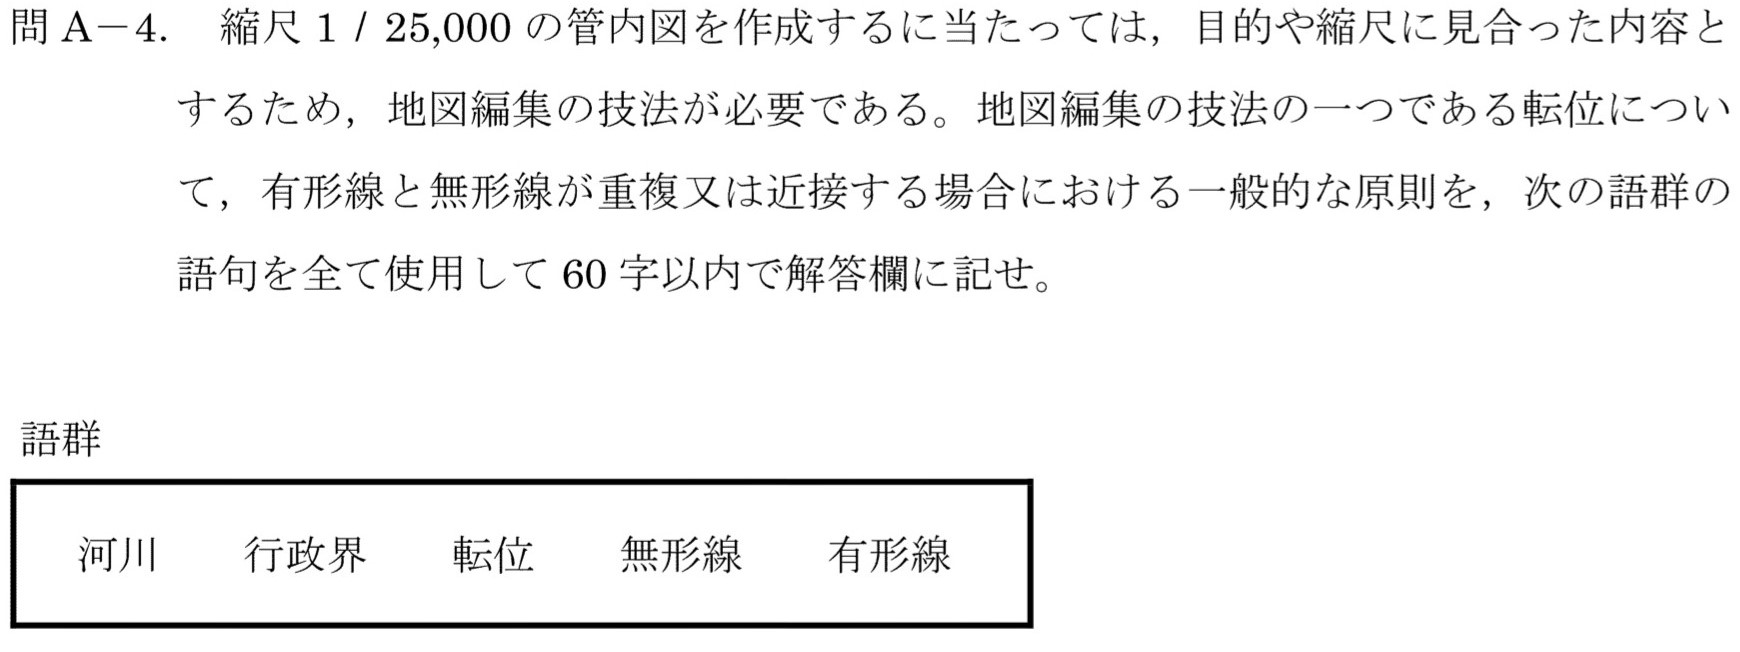 問 A－4.　縮尺 1 / 25,000 の管内図を作成するに当たっては，目的や縮尺に見合った内容と
するため，地図編集の技法が必要である。地図編集の技法の一つである転位につい
て，有形線と無形線が重複又は近接する場合における一般的な原則を，次の語群の
語句を全て使用して 60 字以内で解答欄に記せ。
語群
河川　　行政界　　転位　　無形線　　有形線